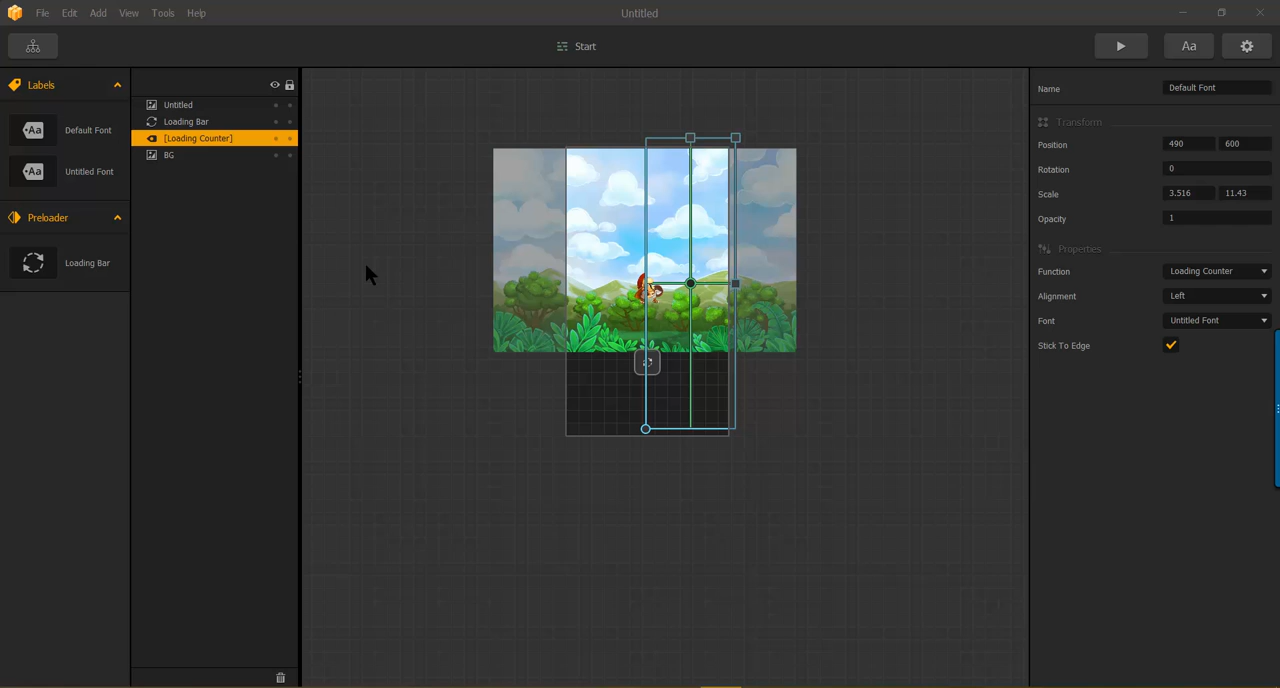 File Edit View Add Tools Help
Untitled
Start
Aa
Labels
Aa Default Font
Aa Untitled Font
Preloader
Loading Bar
Untitled
Loading Bar
[Loading Counter]
BG
Name Default Font
Transform
Position 490 600
Rotation 0
Scale 3.516 11.43
Opacity 1
Properties
Function Loading Counter
Alignment Left
Font Untitled Font
Stick To Edge